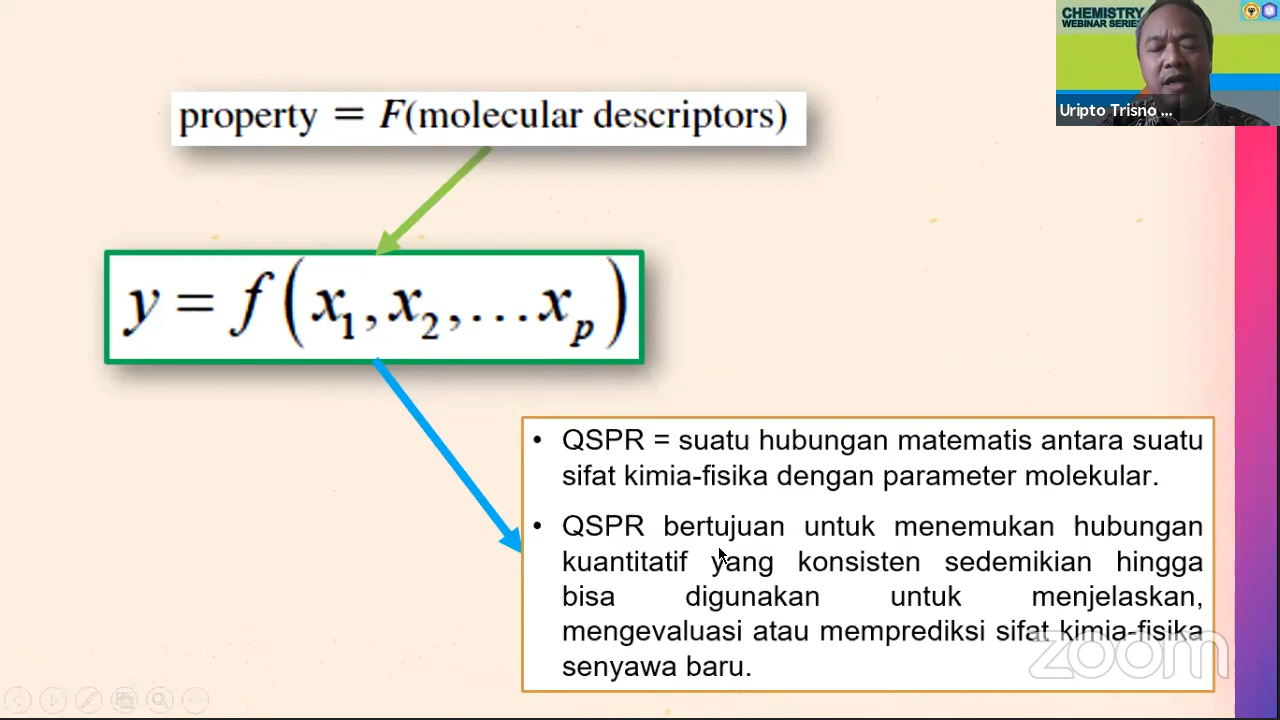 CHEMISTRY
WEBINAR SERIES
Uripto Trisno ...
property = F(molecular descriptors)
y = f(x₁, x₂, ...xₚ)
• QSPR = suatu hubungan matematis antara suatu
sifat kimia-fisika dengan parameter molekular.
• QSPR bertujuan untuk menemukan hubungan
kuantitatif yang konsisten sedemikian hingga
bisa digunakan untuk menjelaskan,
mengevaluasi atau memprediksi sifat kimia-fisika
senyawa baru.
zoom